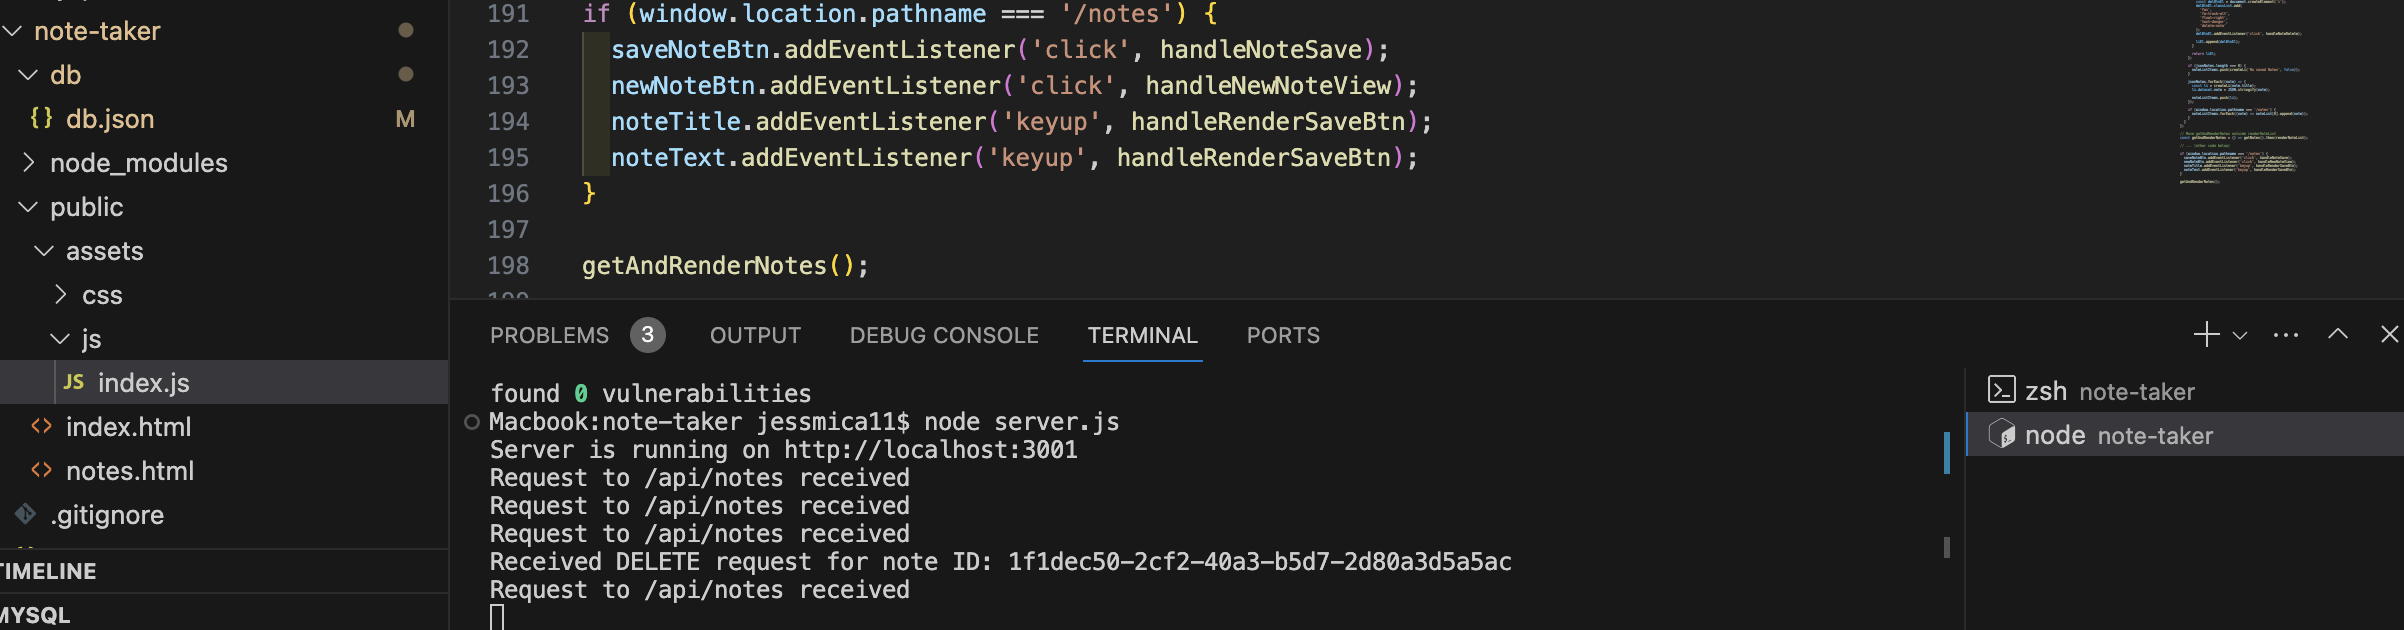 note-taker
db
{} db.json M
node_modules
public
assets
css
js
JS index.js
<> index.html
<> notes.html
.gitignore
TIMELINE
MYSQL
191 if (window.location.pathname === '/notes') {
192 saveNoteBtn.addEventListener('click', handleNoteSave);
193 newNoteBtn.addEventListener('click', handleNewNoteView);
194 noteTitle.addEventListener('keyup', handleRenderSaveBtn);
195 noteText.addEventListener('keyup', handleRenderSaveBtn);
196 }
197
198 getAndRenderNotes();
PROBLEMS 3 OUTPUT DEBUG CONSOLE TERMINAL PORTS
found 0 vulnerabilities
Macbook:note-taker jessmica11$ node server.js
Server is running on http://localhost:3001
Request to /api/notes received
Request to /api/notes received
Request to /api/notes received
Received DELETE request for note ID: 1f1dec50-2cf2-40a3-b5d7-2d80a3d5a5ac
Request to /api/notes received
zsh note-taker
node note-taker